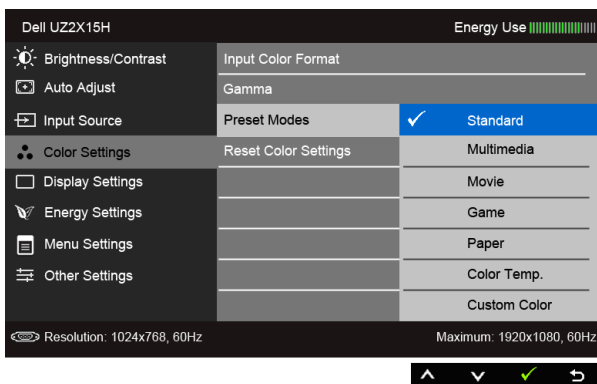 Dell UZ2X15H Energy Use
Brightness/Contrast Input Color Format
Auto Adjust Gamma
Input Source Preset Modes Standard
Color Settings Reset Color Settings Multimedia
Display Settings Movie
Energy Settings Game
Menu Settings Paper
Other Settings Color Temp.
Custom Color
Resolution: 1024x768, 60Hz Maximum: 1920x1080, 60Hz